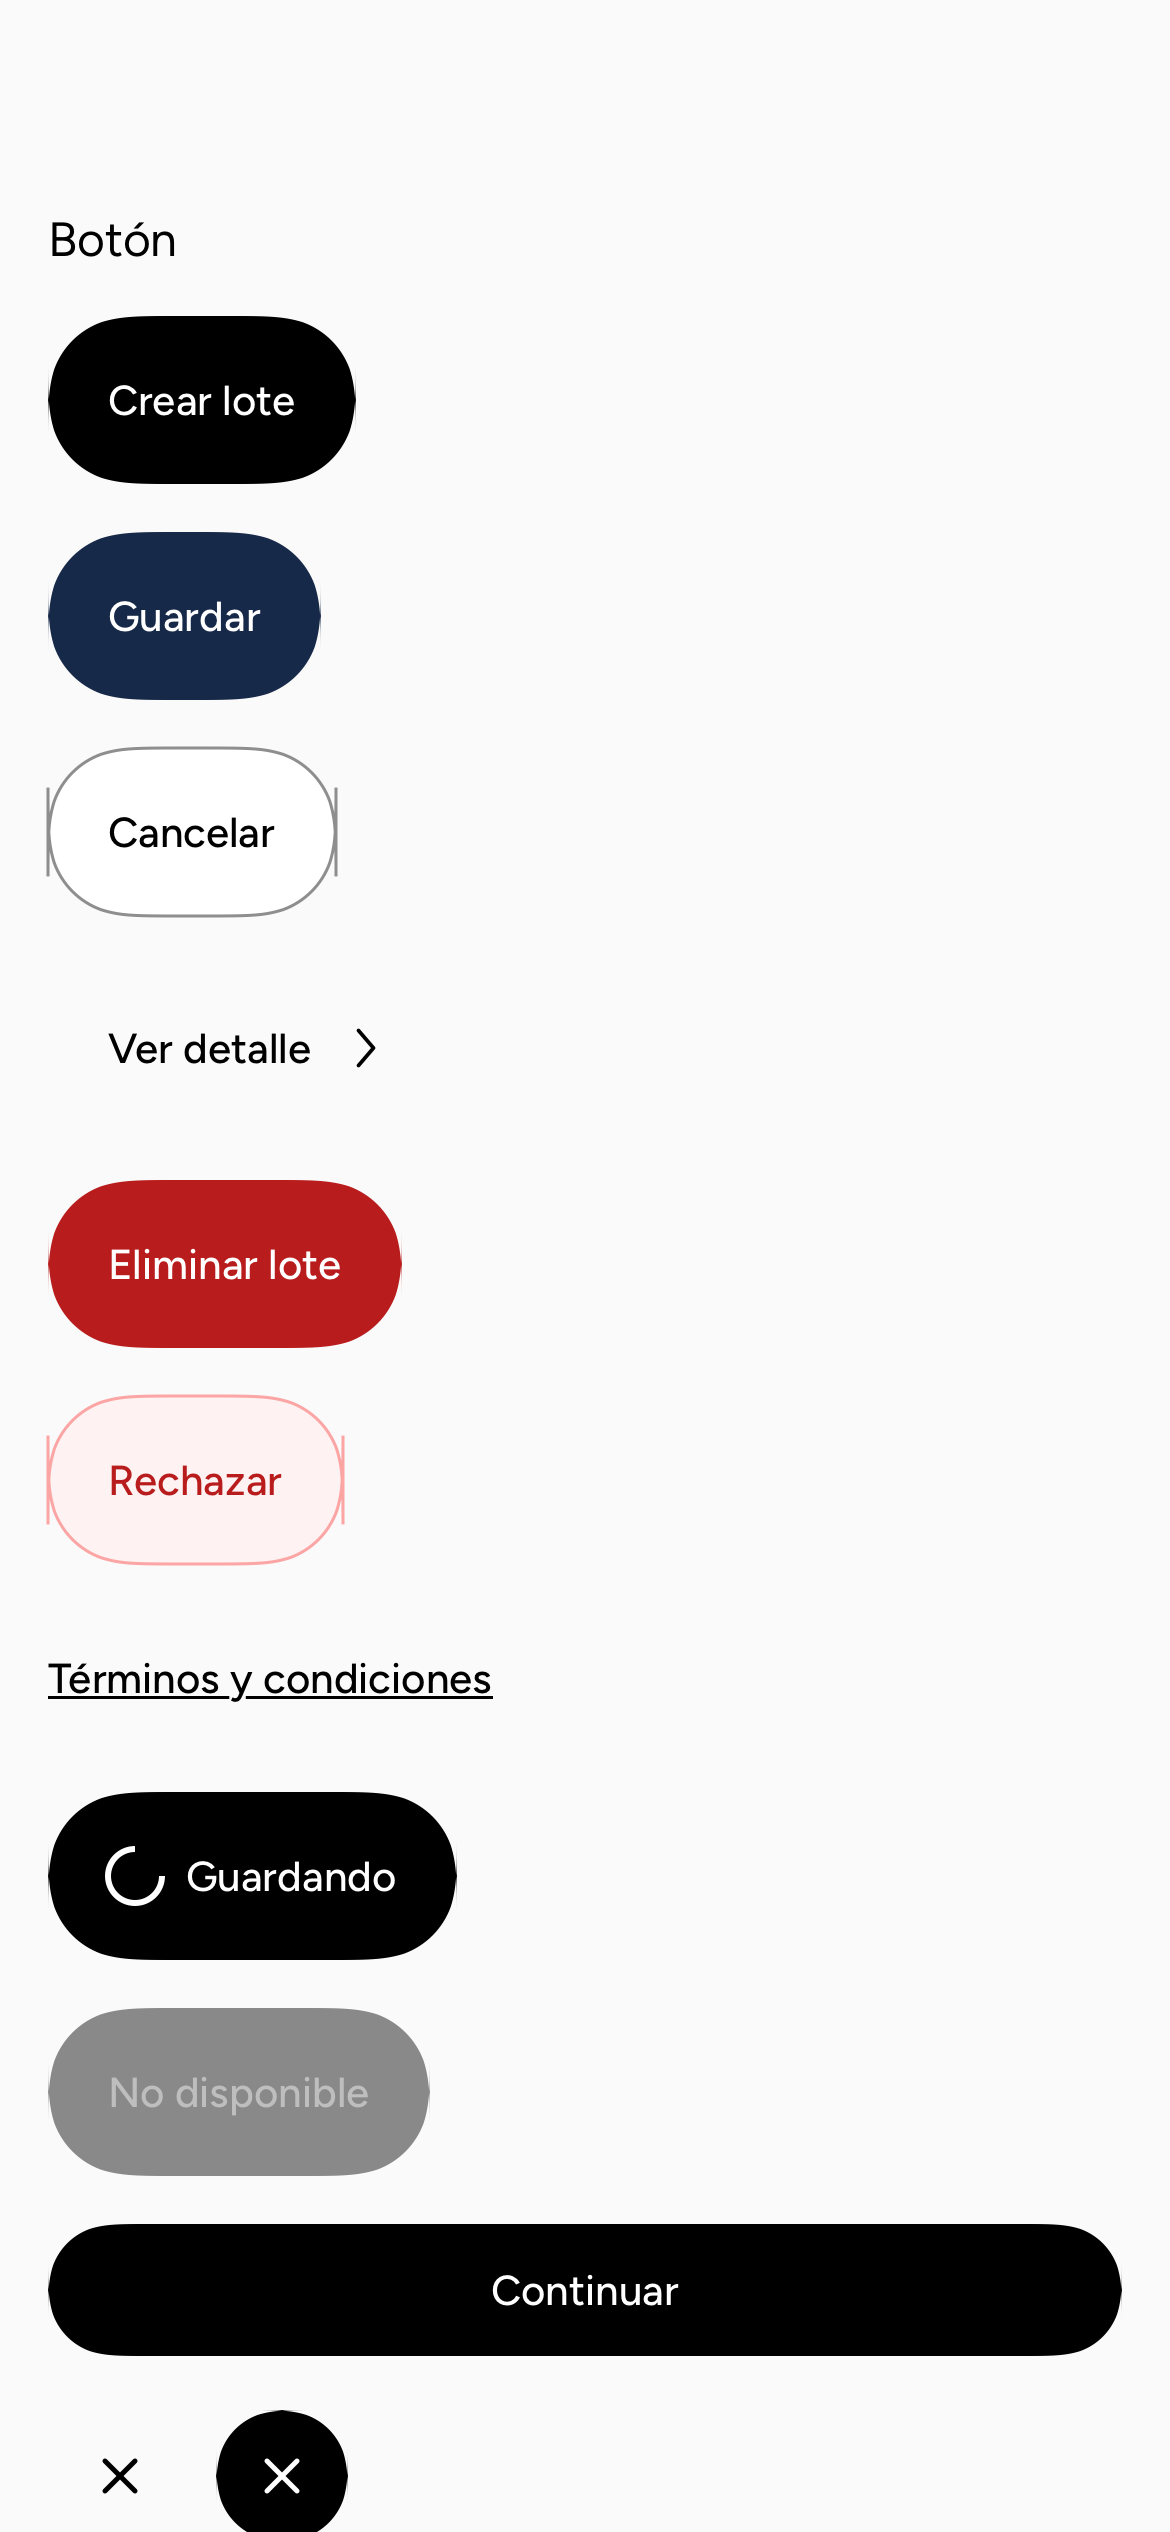 Botón
Crear lote
Guardar
Cancelar
Ver detalle
Eliminar lote
Rechazar
Términos y condiciones
Guardando
No disponible
Continuar